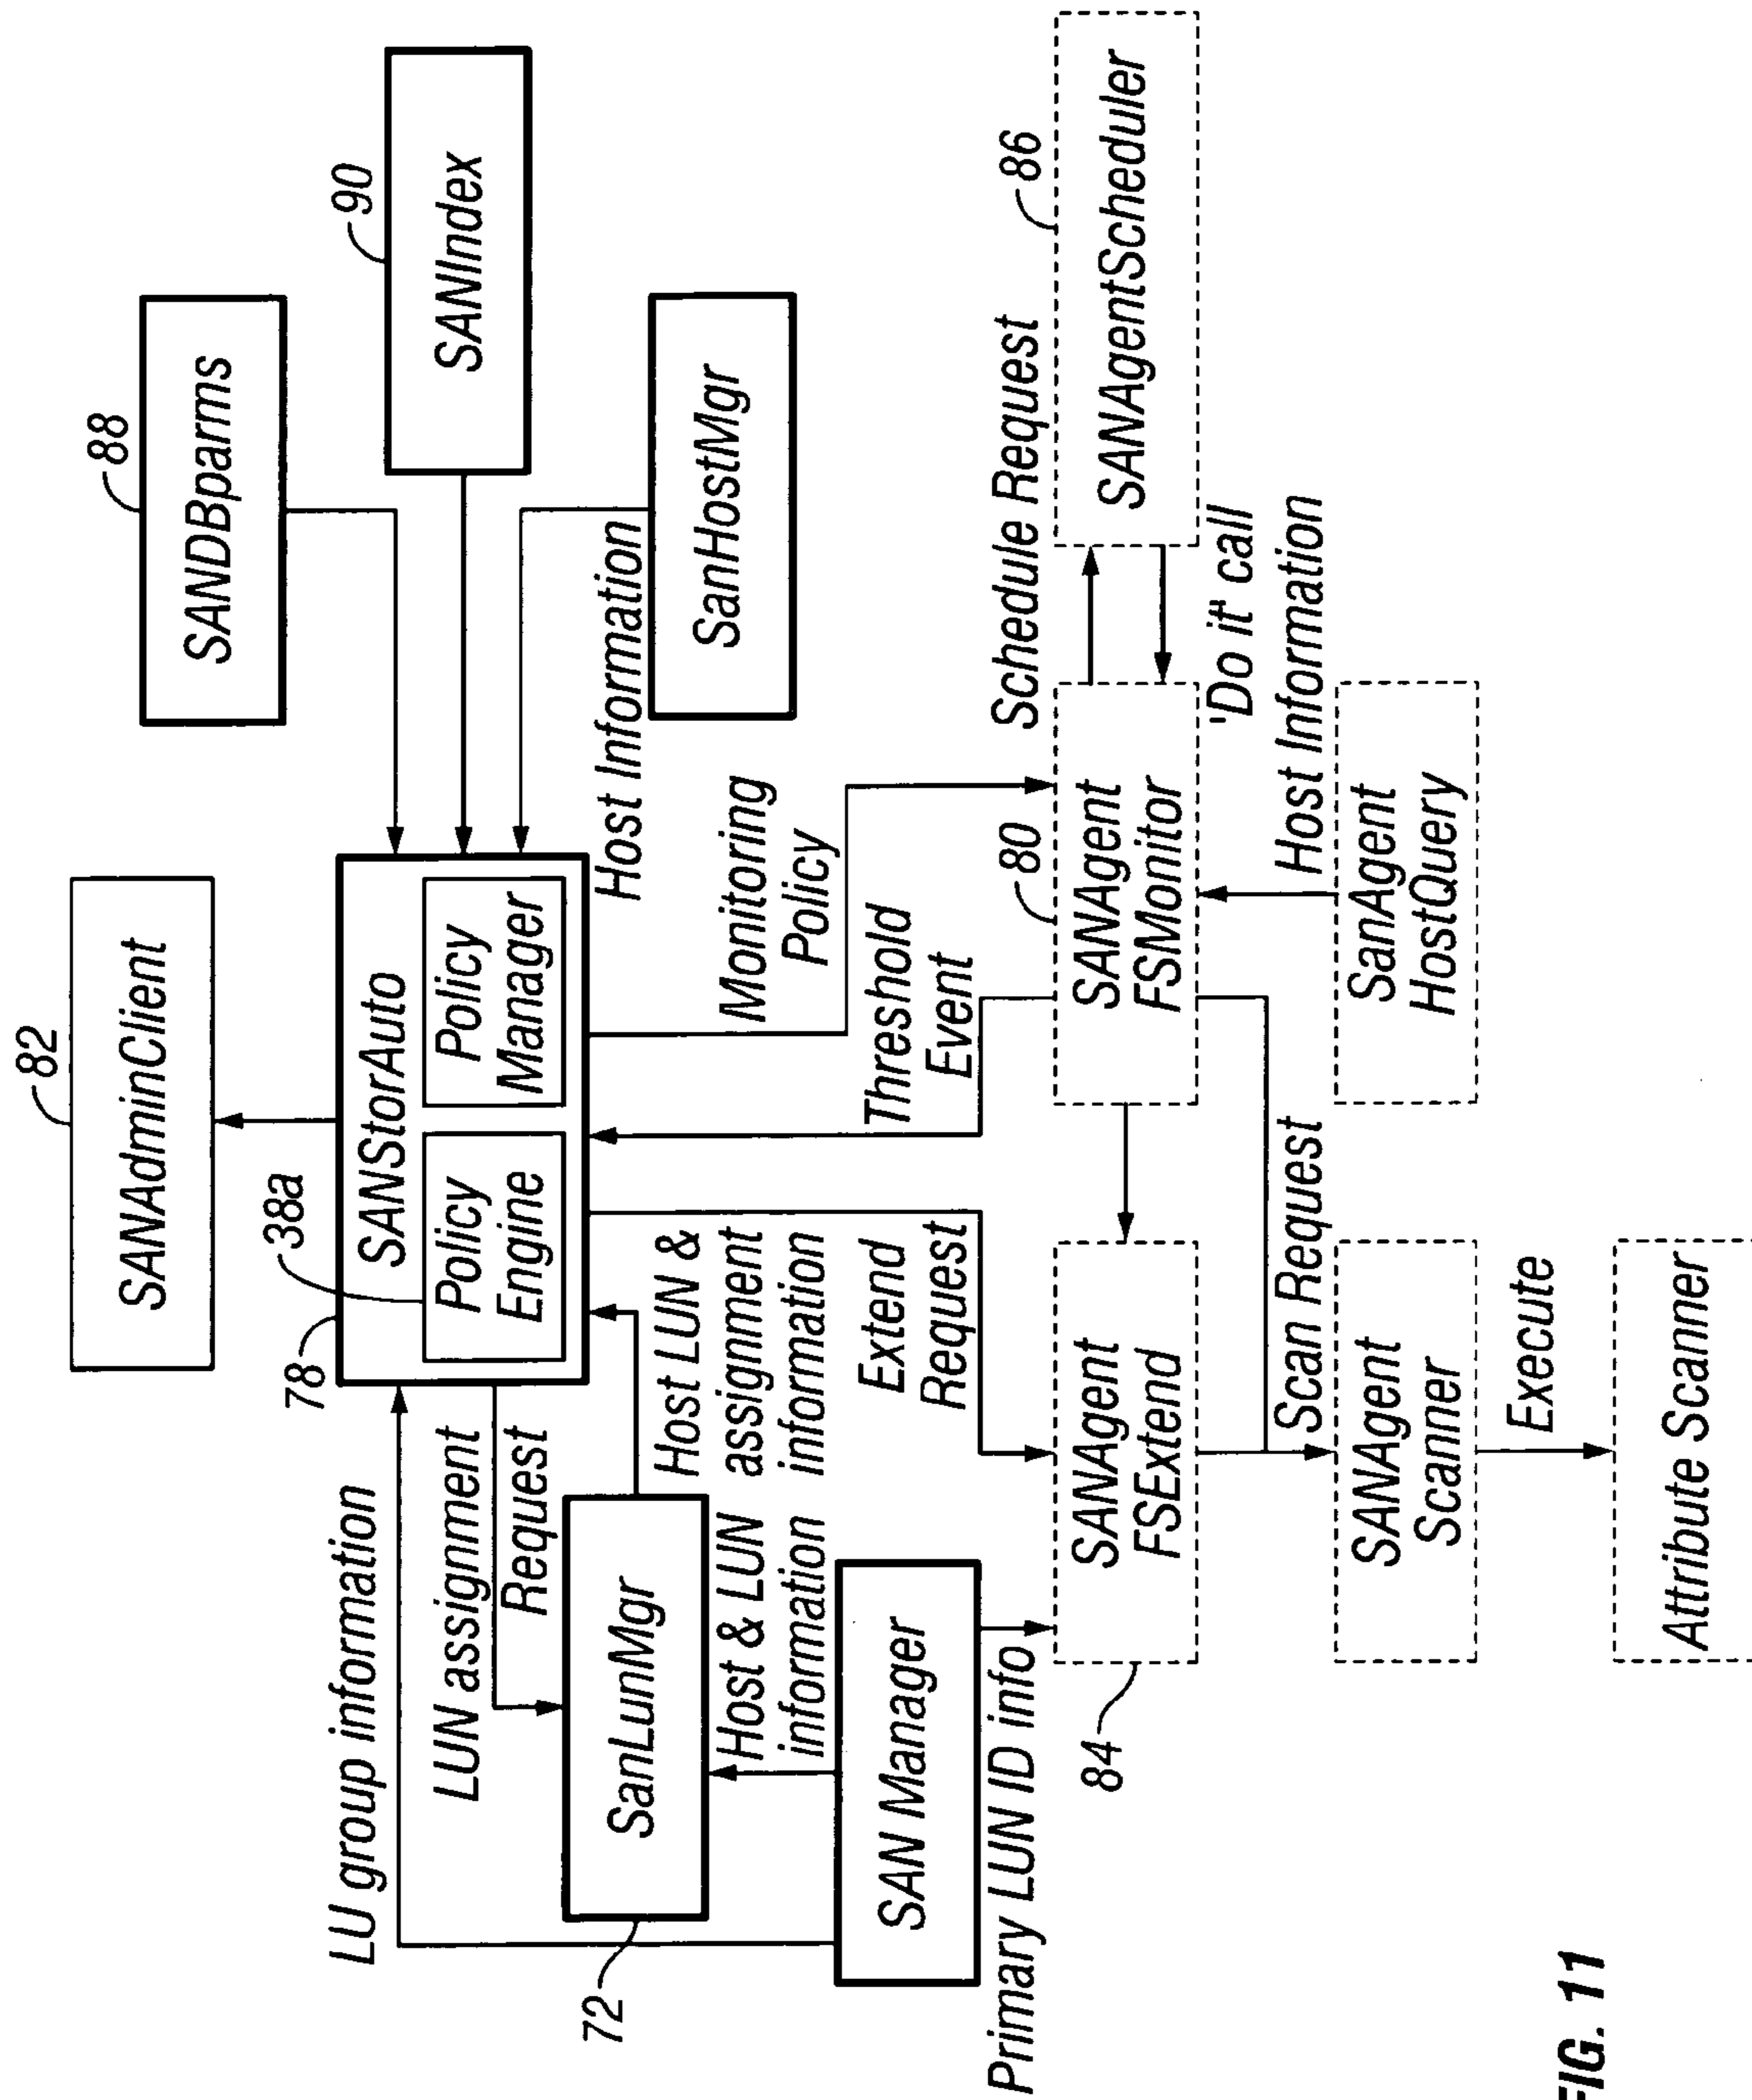 82
SANAdminClient
88
SANDBparms
90
SANIndex
78
SANStorAuto
38a
Policy
Engine
Policy
Manager
LU group information
LUN assignment
Request
Host Information
SanHostMgr
SanLunMgr
72
Host LUN &
assignment
information
Host & LUN
information
SAN Manager
Primary LUN ID info
Extend
Request
Threshold
Event
Monitoring
Policy
Schedule Request
86
SANAgentScheduler
80
SANAgent
FSMonitor
'Do it' call
Host Information
SANAgent
FSExtend
84
Scan Request
SanAgent
HostQuery
SANAgent
Scanner
Execute
Attribute Scanner
FIG. 11